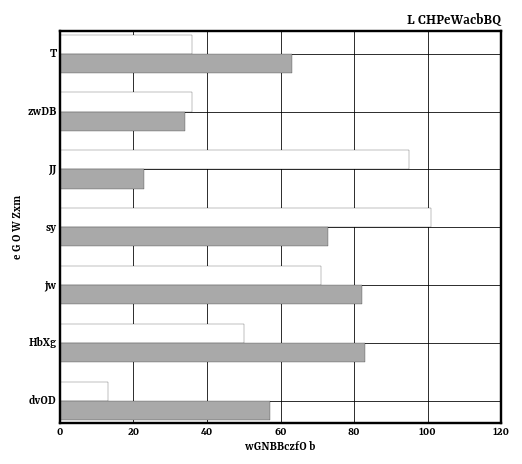 L CHPeWacbBQ
T
zwDB
JJ
sy
jw
HbXg
dvOD
e G O W Zxm
0 20 40 60 80 100 120
wGNBBczfO b